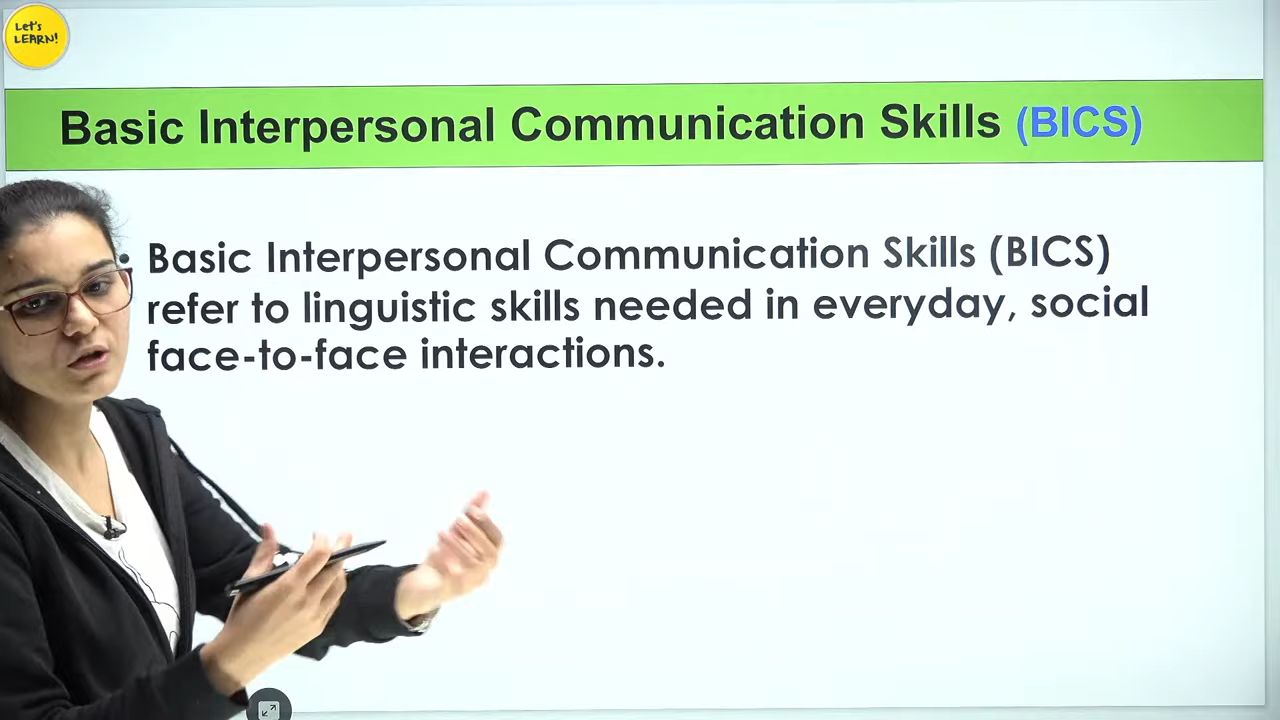 Let's
LEARN!
Basic Interpersonal Communication Skills (BICS)
• Basic Interpersonal Communication Skills (BICS)
refer to linguistic skills needed in everyday, social
face-to-face interactions.